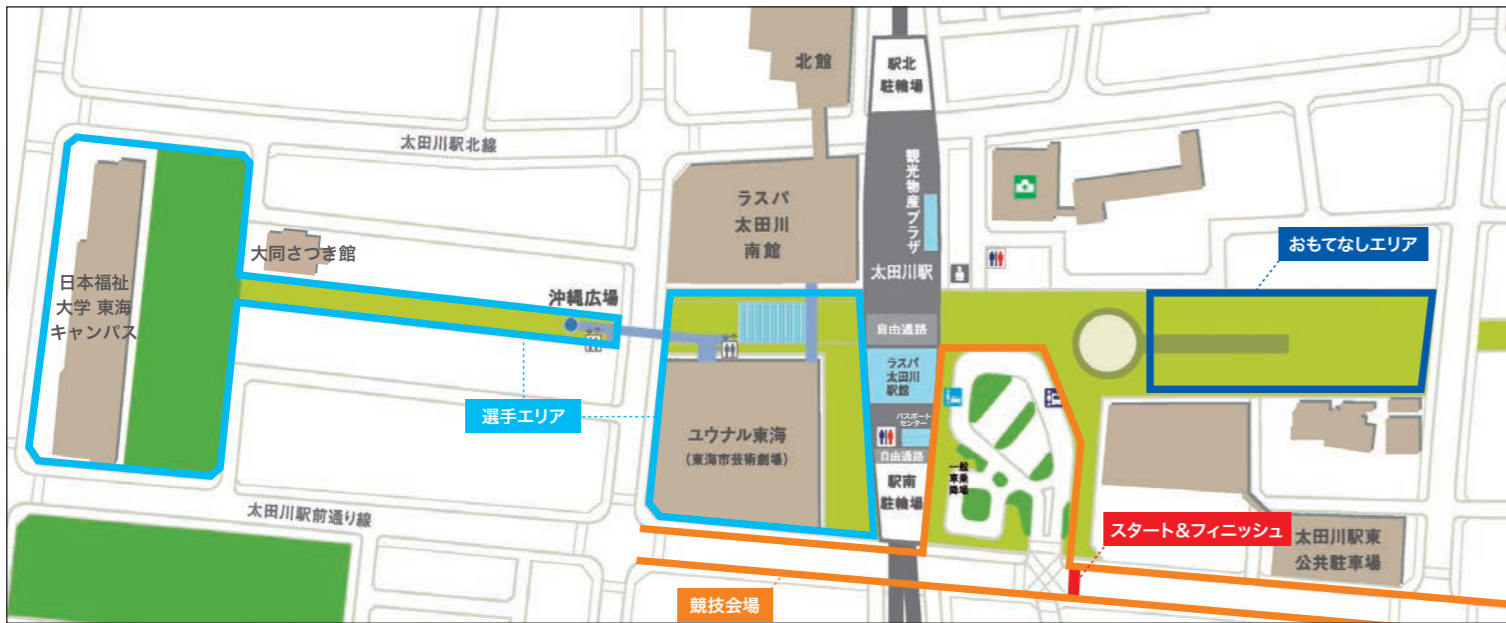 北館
駅北
駐輪場
太田川駅北線
観光物産プラザ
ラスパ
太田川
南館
太田川駅
おもてなしエリア
大同さつき館
日本福祉
大学 東海
キャンパス
沖縄広場
自由通路
ラスパ
太田川
駅館
選手エリア
パスポート
センター
ユウナル東海
(東海市芸術劇場)
自由通路
一般
車乗
降場
駅南
駐輪場
太田川駅前通り線
スタート&フィニッシュ
太田川駅東
公共駐車場
競技会場